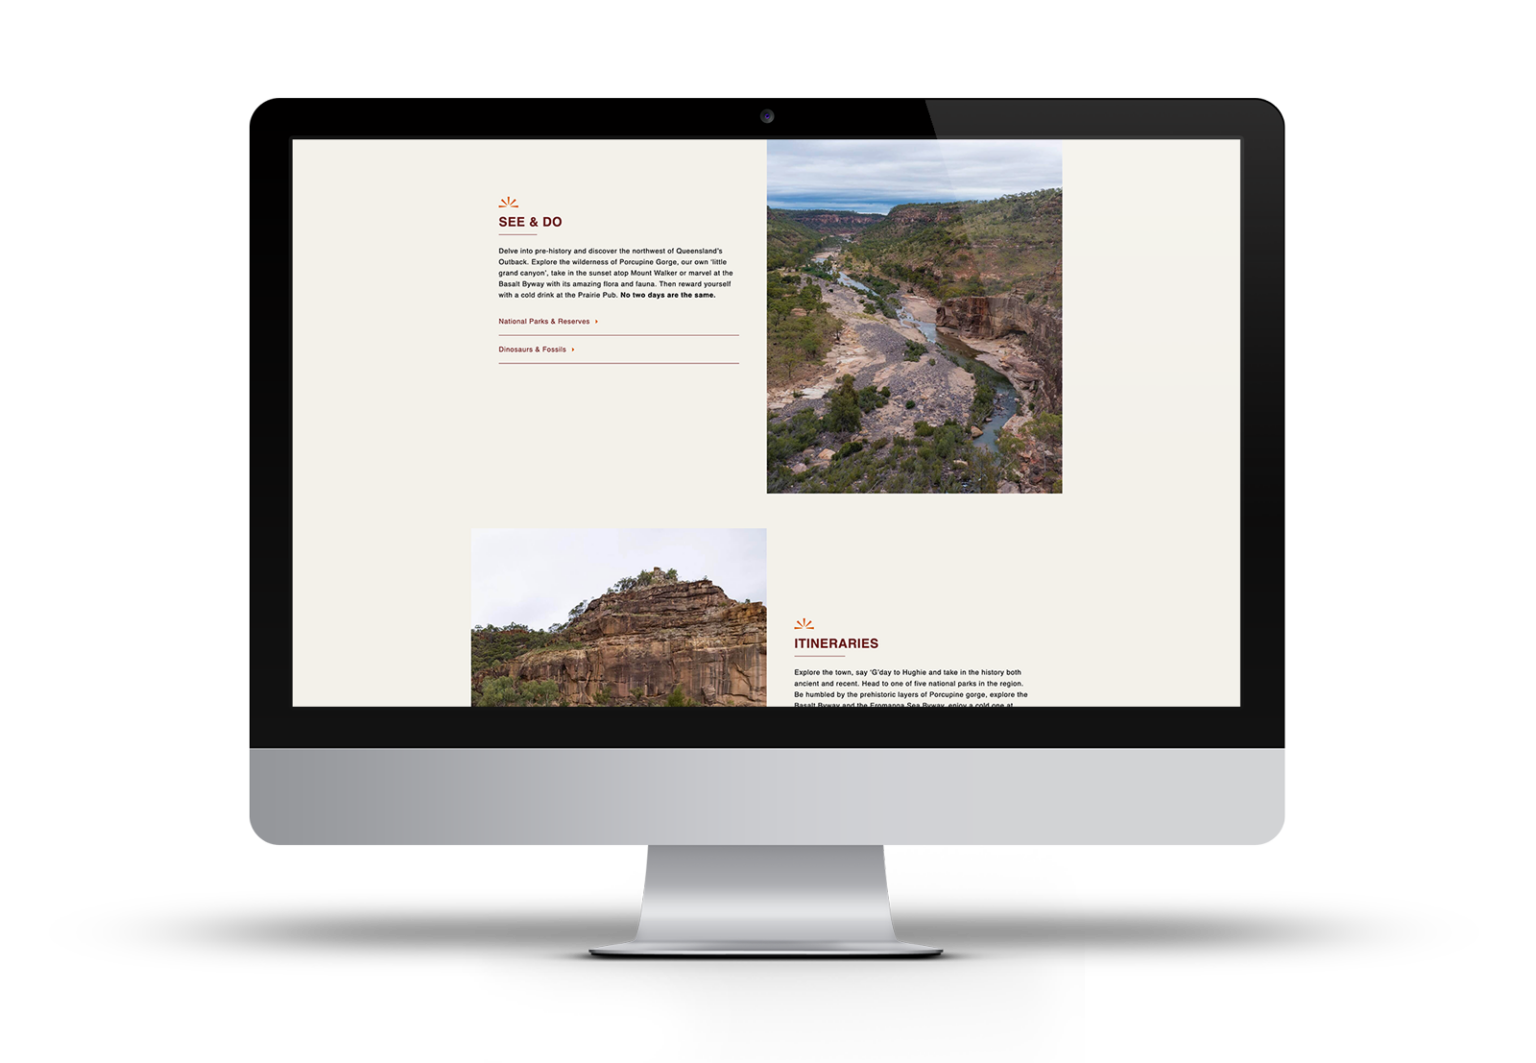 SEE & DO
Delve into pre-history and discover the northwest of Queensland's
Outback. Explore the wilderness of Porcupine Gorge, our own 'little
grand canyon', take in the sunset atop Mount Walker or marvel at the
Basalt Byway with its amazing flora and fauna. Then reward yourself
with a cold drink at the Prairie Pub. No two days are the same.
National Parks & Reserves
Dinosaurs & Fossils
ITINERARIES
Explore the town, say 'G'day to Hughie and take in the history both
ancient and recent. Head to one of five national parks in the region.
Be humbled by the prehistoric layers of Porcupine gorge, explore the
Basalt Byway and the Eromanga Sea Byway, enjoy a cold one at